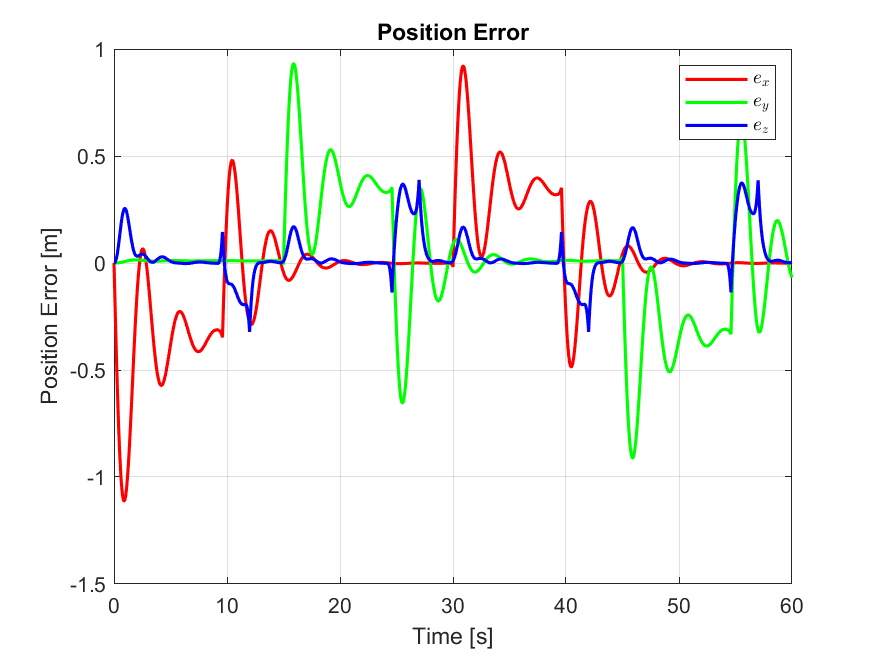 Position Error
1
0.5
0
-0.5
-1
-1.5
Position Error [m]
0 10 20 30 40 50 60
Time [s]
e_x
e_y
e_z